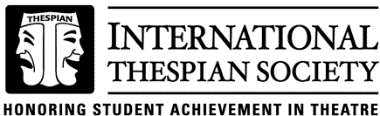 THESPIAN
INTERNATIONAL
THESPIAN SOCIETY
HONORING STUDENT ACHIEVEMENT IN THEATRE